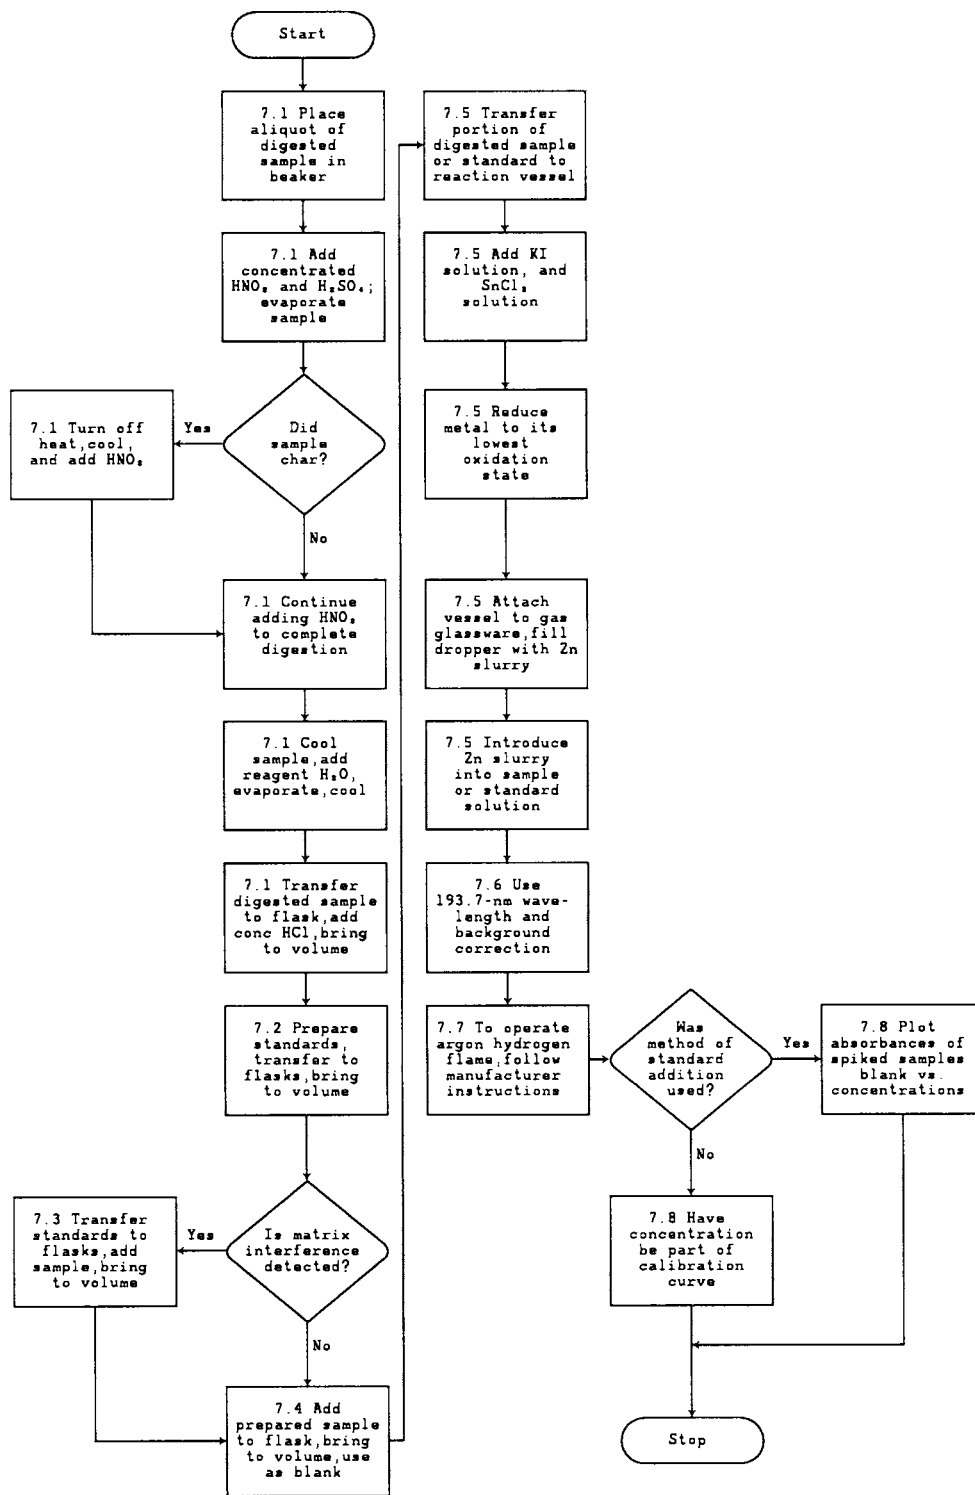 Start
7.1 Place
aliquot of
digested
sample in
beaker
7.1 Add
concentrated
HNO₃ and H₂SO₄;
evaporate
sample
Did
sample
char?
Yes
7.1 Turn off
heat,cool,
and add HNO₃
No
7.1 Continue
adding HNO₃
to complete
digestion
7.1 Cool
sample,add
reagent H₂O,
evaporate,cool
7.1 Transfer
digested sample
to flask,add
conc HCl,bring
to volume
7.2 Prepare
standards,
transfer to
flasks,bring
to volume
Is matrix
interference
detected?
Yes
7.3 Transfer
standards to
flasks,add
sample,bring
to volume
No
7.4 Add
prepared sample
to flask,bring
to volume,use
as blank
7.5 Transfer
portion of
digested sample
or standard to
reaction vessel
7.5 Add KI
solution, and
SnCl₂
solution
7.5 Reduce
metal to its
lowest
oxidation
state
7.5 Attach
vessel to gas
glassware,fill
dropper with Zn
slurry
7.5 Introduce
Zn slurry
into sample
or standard
solution
7.6 Use
193.7-nm wave-
length and
background
correction
7.7 To operate
argon hydrogen
flame,follow
manufacturer
instructions
Was
method of
standard
addition
used?
Yes
7.8 Plot
absorbances of
spiked samples
blank vs.
concentrations
No
7.8 Have
concentration
be part of
calibration
curve
Stop